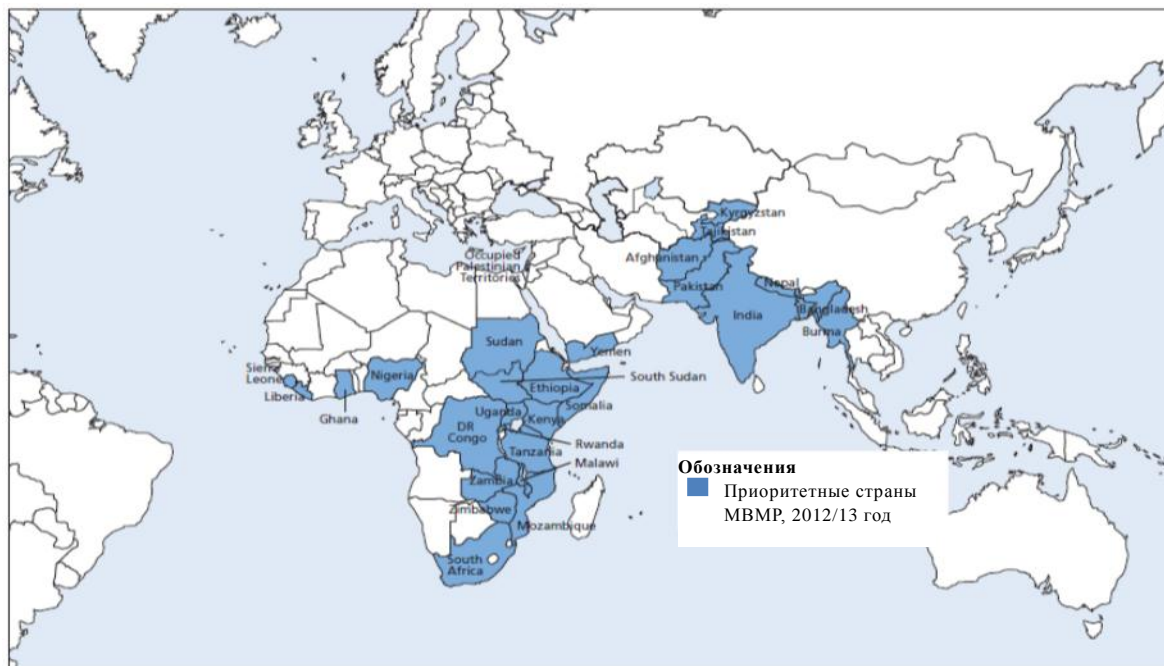 Kyrgyzstan
Tajikistan
Occupied
Palestinian
Territories
Afghanistan
Pakistan
Nepal
Bangladesh
India
Burma
Sudan
Yemen
Sierra
Leone
Nigeria
South Sudan
Ethiopia
Liberia
Somalia
Ghana
Uganda
Kenya
DR
Congo
Rwanda
Tanzania
Malawi
Zambia
Zimbabwe
Mozambique
South
Africa
Обозначения
Приоритетные страны
МВМР, 2012/13 год